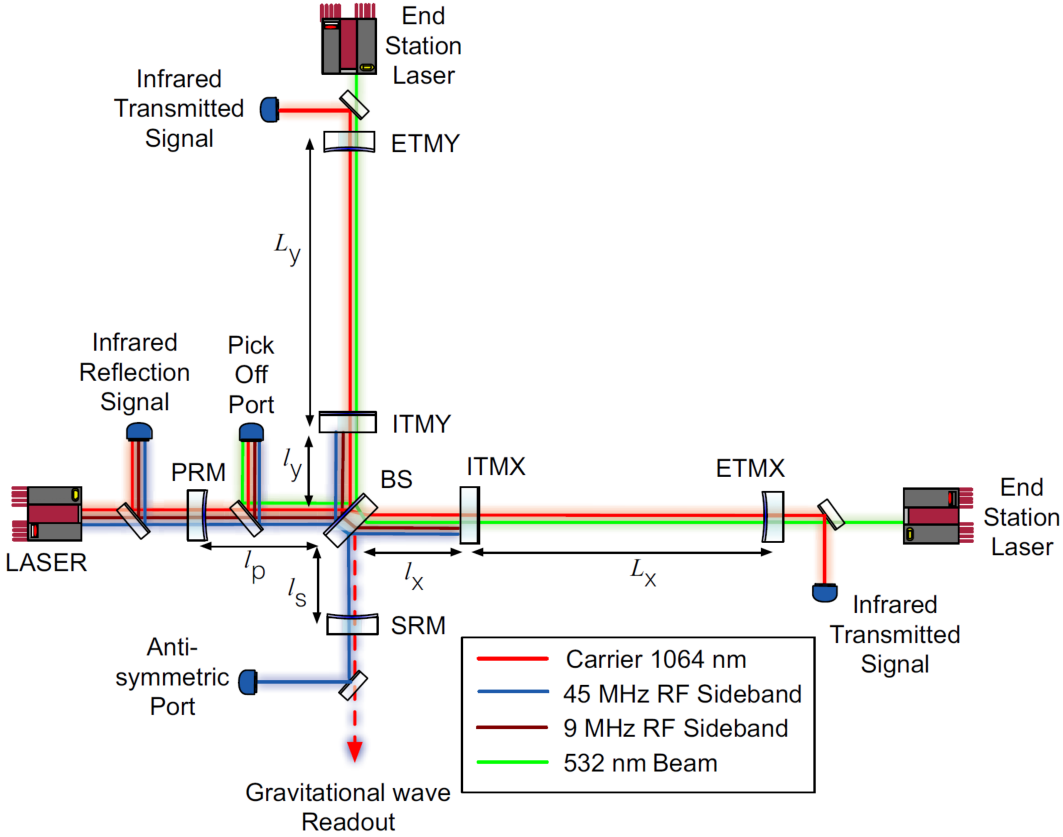 End
Station
Laser
Infrared
Transmitted
Signal
ETMY
Ly
Infrared
Reflection
Signal
Pick
Off
Port
ITMY
ly
PRM
BS
ITMX
ETMX
End
Station
Laser
LASER
lp
ls
lx
Lx
SRM
Infrared
Transmitted
Signal
Anti-
symmetric
Port
Carrier 1064 nm
45 MHz RF Sideband
9 MHz RF Sideband
532 nm Beam
Gravitational wave
Readout